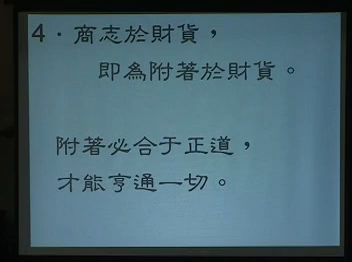 4．商志於財貨，
即為附著於財貨。
附著必合于正道，
才能亨通一切。